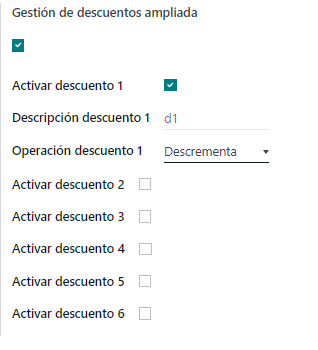 Gestión de descuentos ampliada
Activar descuento 1
Descripción descuento 1 d1
Operación descuento 1 Descrementa
Activar descuento 2
Activar descuento 3
Activar descuento 4
Activar descuento 5
Activar descuento 6